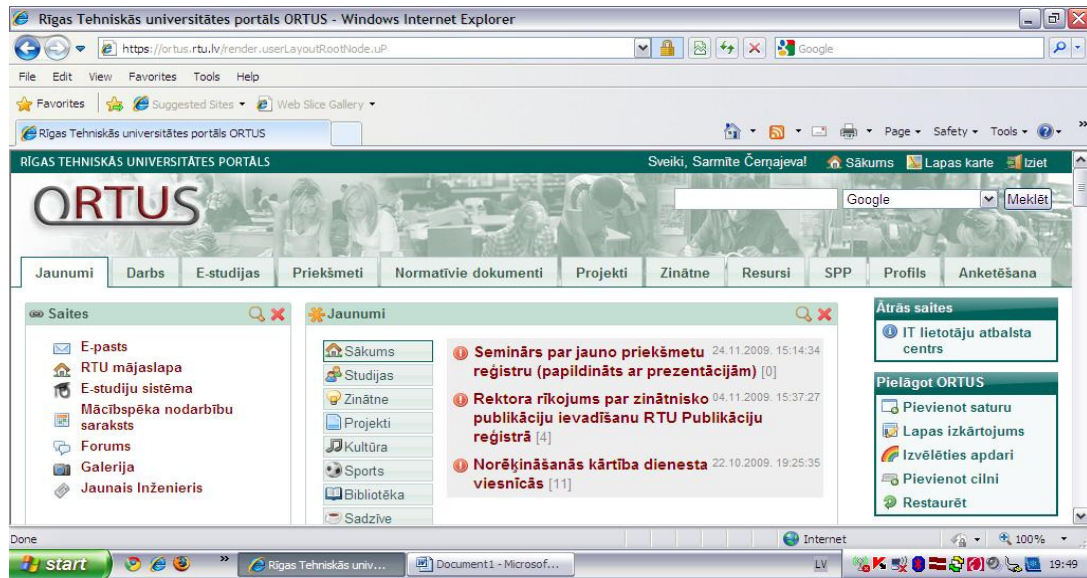 Rīgas Tehniskās universitātes portāls ORTUS - Windows Internet Explorer
https://ortus.rtu.lv/render.userLayoutRootNode.uP
Google
File Edit View Favorites Tools Help
Favorites Suggested Sites Web Slice Gallery
Rīgas Tehniskās universitātes portāls ORTUS
Page Safety Tools
RĪGAS TEHNISKĀS UNIVERSITĀTES PORTĀLS
Sveiki, Sarmīte Čerņajeva! Sākums Lapas karte Iziet
ORTUS
Google Meklēt
Jaunumi Darbs E-studijas Priekšmeti Normatīvie dokumenti Projekti Zinātne Resursi SPP Profils Anketēšana
Saites
E-pasts
RTU mājaslapa
E-studiju sistēma
Mācībspēka nodarbību
saraksts
Forums
Galerija
Jaunais Inženieris
Jaunumi
Sākums
Studijas
Zinātne
Projekti
Kultūra
Sports
Bibliotēka
Sadzīve
Seminārs par jauno priekšmetu 24.11.2009. 15:14:34
reģistru (papildināts ar prezentācijām) [0]
Rektora rīkojums par zinātnisko 04.11.2009. 15:37:27
publikāciju ievadīšanu RTU Publikāciju
reģistrā [4]
Norēķināšanās kārtība dienesta 22.10.2009. 19:25:35
viesnīcās [11]
Ātrās saites
IT lietotāju atbalsta
centrs
Pielāgot ORTUS
Pievienot saturu
Lapas izkārtojums
Izvēlēties apdari
Pievienot cilni
Restaurēt
Done Internet 100%
start Rīgas Tehniskās univ... Document1 - Microsof... LV 19:49